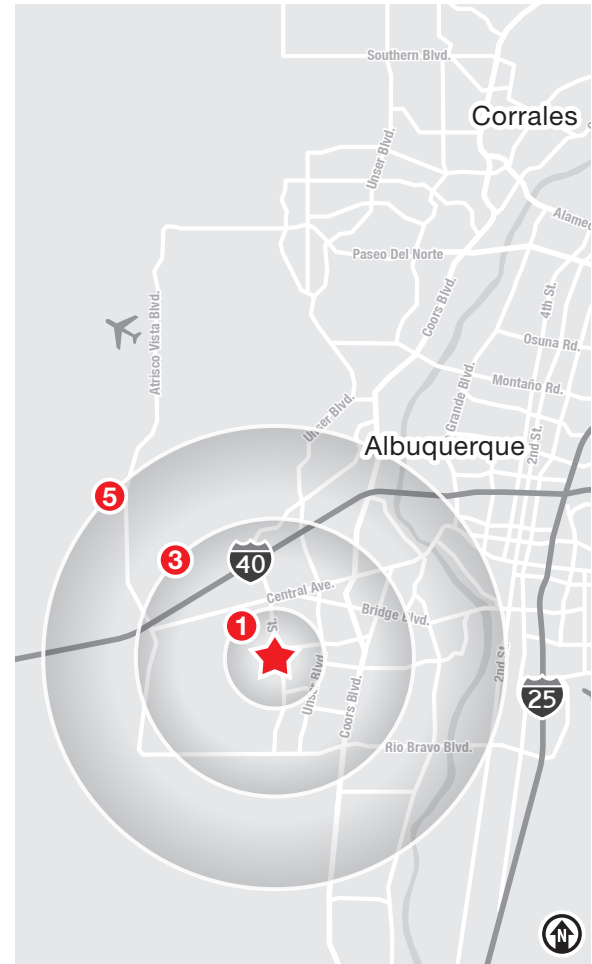 Southern Blvd.
Corrales
Unser Blvd.
Paseo Del Norte
4th St.
Coors Blvd.
Atrisco Vista Blvd.
Osuna Rd.
Montaño Rd.
Grande Blvd.
2nd St.
Unser Blvd.
Albuquerque
5
3
40
Central Ave.
1
St.
Bridge Blvd.
2nd St.
Unser Blvd
Coors Blvd.
25
Rio Bravo Blvd.
N